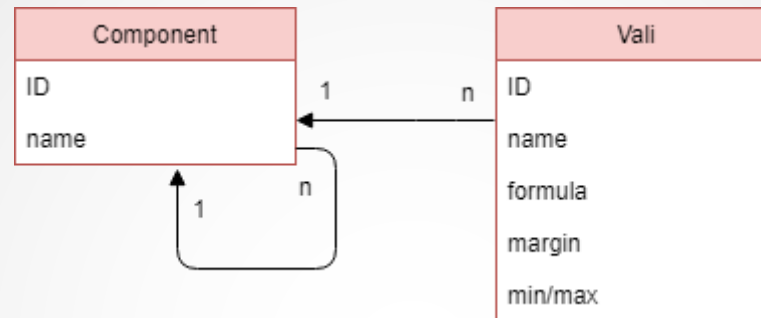 Component
ID
name
1
n
1
n
Vali
ID
name
formula
margin
min/max